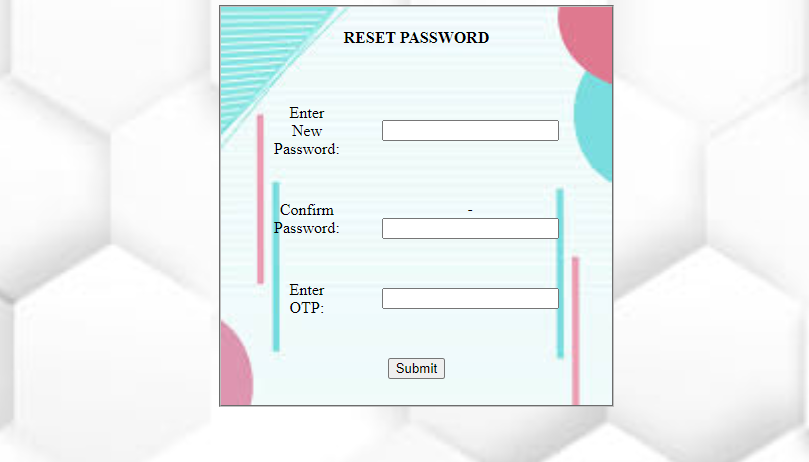 RESET PASSWORD
Enter
New
Password:
Confirm
Password:
-
Enter
OTP:
Submit